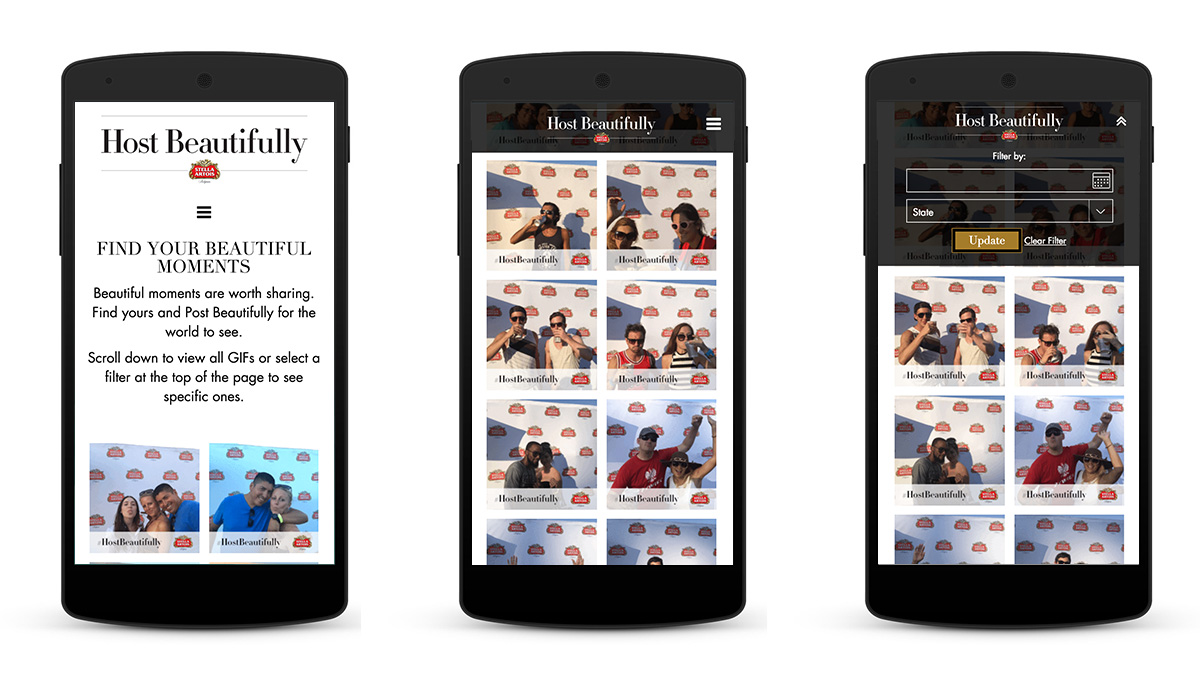 Host Beautifully
STELLA
ARTOIS
FIND YOUR BEAUTIFUL
MOMENTS
Beautiful moments are worth sharing.
Find yours and Post Beautifully for the
world to see.
Scroll down to view all GIFs or select a
filter at the top of the page to see
specific ones.
#HostBeautifully
#HostBeautifully
Host Beautifully
#HostBeautifully
#HostBeautifully
#HostBeautifully
#HostBeautifully
#HostBeautifully
#HostBeautifully
Host Beautifully
Filter by:
State
Update
Clear Filter
#HostBeautifully
#HostBeautifully
#HostBeautifully
#HostBeautifully